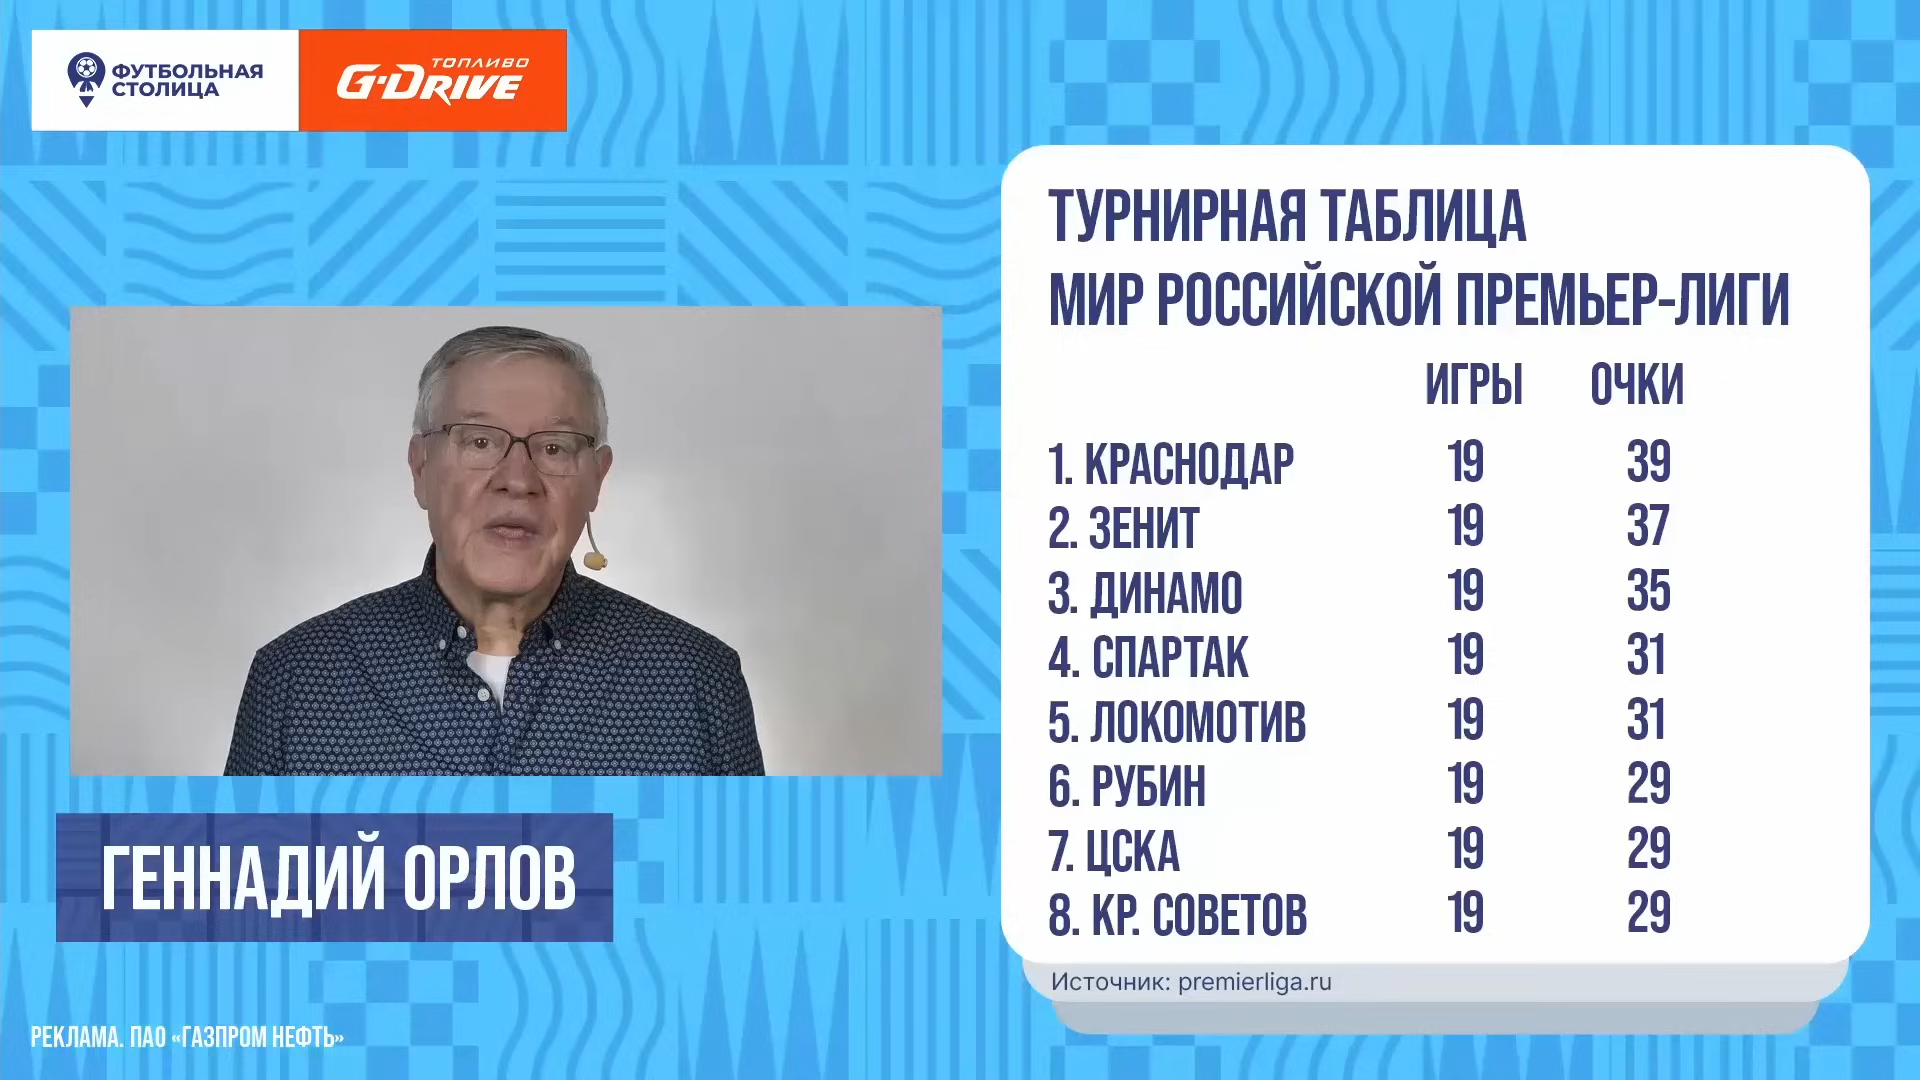 ФУТБОЛЬНАЯ
СТОЛИЦА
ТОПЛИВО
G-DRIVE
ТУРНИРНАЯ ТАБЛИЦА
МИР РОССИЙСКОЙ ПРЕМЬЕР-ЛИГИ
ИГРЫ ОЧКИ
1. КРАСНОДАР 19 39
2. ЗЕНИТ 19 37
3. ДИНАМО 19 35
4. СПАРТАК 19 31
5. ЛОКОМОТИВ 19 31
6. РУБИН 19 29
7. ЦСКА 19 29
8. КР. СОВЕТОВ 19 29
Источник: premierliga.ru
ГЕННАДИЙ ОРЛОВ
РЕКЛАМА. ПАО «ГАЗПРОМ НЕФТЬ»